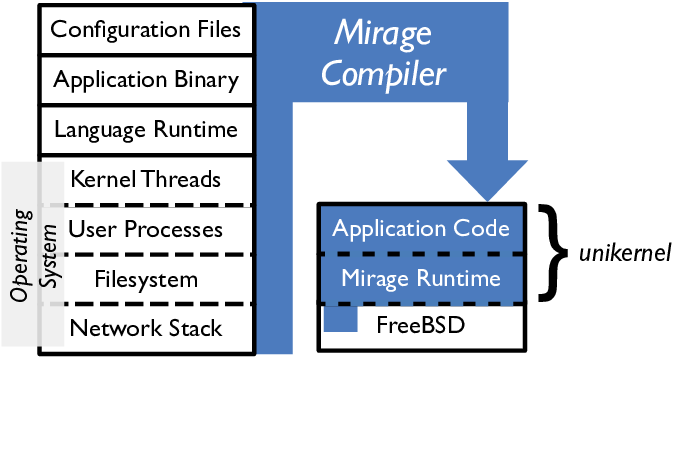 Configuration Files
Application Binary
Language Runtime
Kernel Threads
User Processes
Filesystem
Network Stack
Operating
System
Mirage
Compiler
Application Code
Mirage Runtime
FreeBSD
unikernel